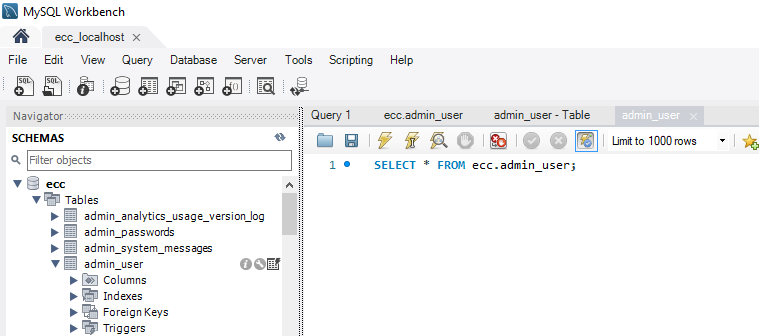 MySQL Workbench
ecc_localhost
File Edit View Query Database Server Tools Scripting Help
SQL SQL
Navigator
SCHEMAS
Filter objects
ecc
Tables
admin_analytics_usage_version_log
admin_passwords
admin_system_messages
admin_user
Columns
Indexes
Foreign Keys
Triggers
Query 1 ecc.admin_user admin_user - Table admin_user
Limit to 1000 rows
1 SELECT * FROM ecc.admin_user;